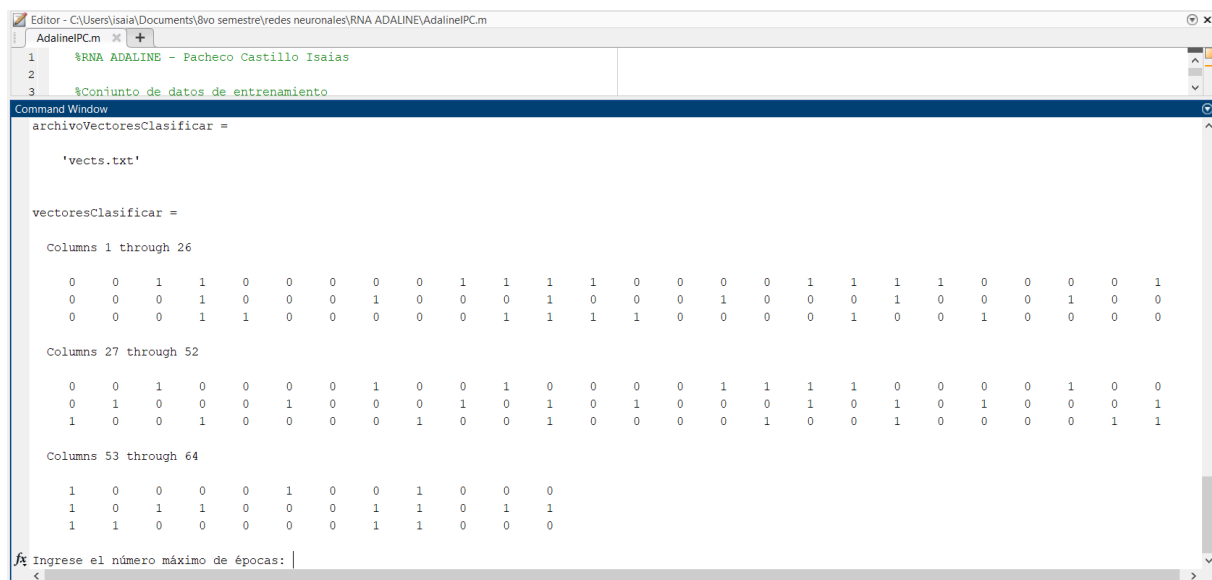 Editor - C:\Users\isaia\Documents\8vo semestre\redes neuronales\RNA ADALINE\AdalineIPC.m
AdalineIPC.m
1 %RNA ADALINE - Pacheco Castillo Isaias
2
3 %Conjunto de datos de entrenamiento
Command Window
archivoVectoresClasificar =
'vects.txt'
vectoresClasificar =
Columns 1 through 26
0 0 1 1 0 0 0 0 0 1 1 1 1 0 0 0 0 1 1 1 1 0 0 0 0 1
0 0 0 1 0 0 0 1 0 0 0 1 0 0 0 1 0 0 0 1 0 0 0 1 0 0
0 0 0 1 1 0 0 0 0 0 1 1 1 1 0 0 0 0 1 0 0 1 0 0 0 0
Columns 27 through 52
0 0 1 0 0 0 0 1 0 0 1 0 0 0 0 1 1 1 1 0 0 0 0 1 0 0
0 1 0 0 0 1 0 0 0 1 0 1 0 1 0 0 0 1 0 1 0 1 0 0 0 1
1 0 0 1 0 0 0 0 1 0 0 1 0 0 0 0 1 0 0 1 0 0 0 0 1 1
Columns 53 through 64
1 0 0 0 0 1 0 0 1 0 0 0
1 0 1 1 0 0 0 1 1 0 1 1
1 1 0 0 0 0 0 1 1 0 0 0
fx Ingrese el número máximo de épocas: